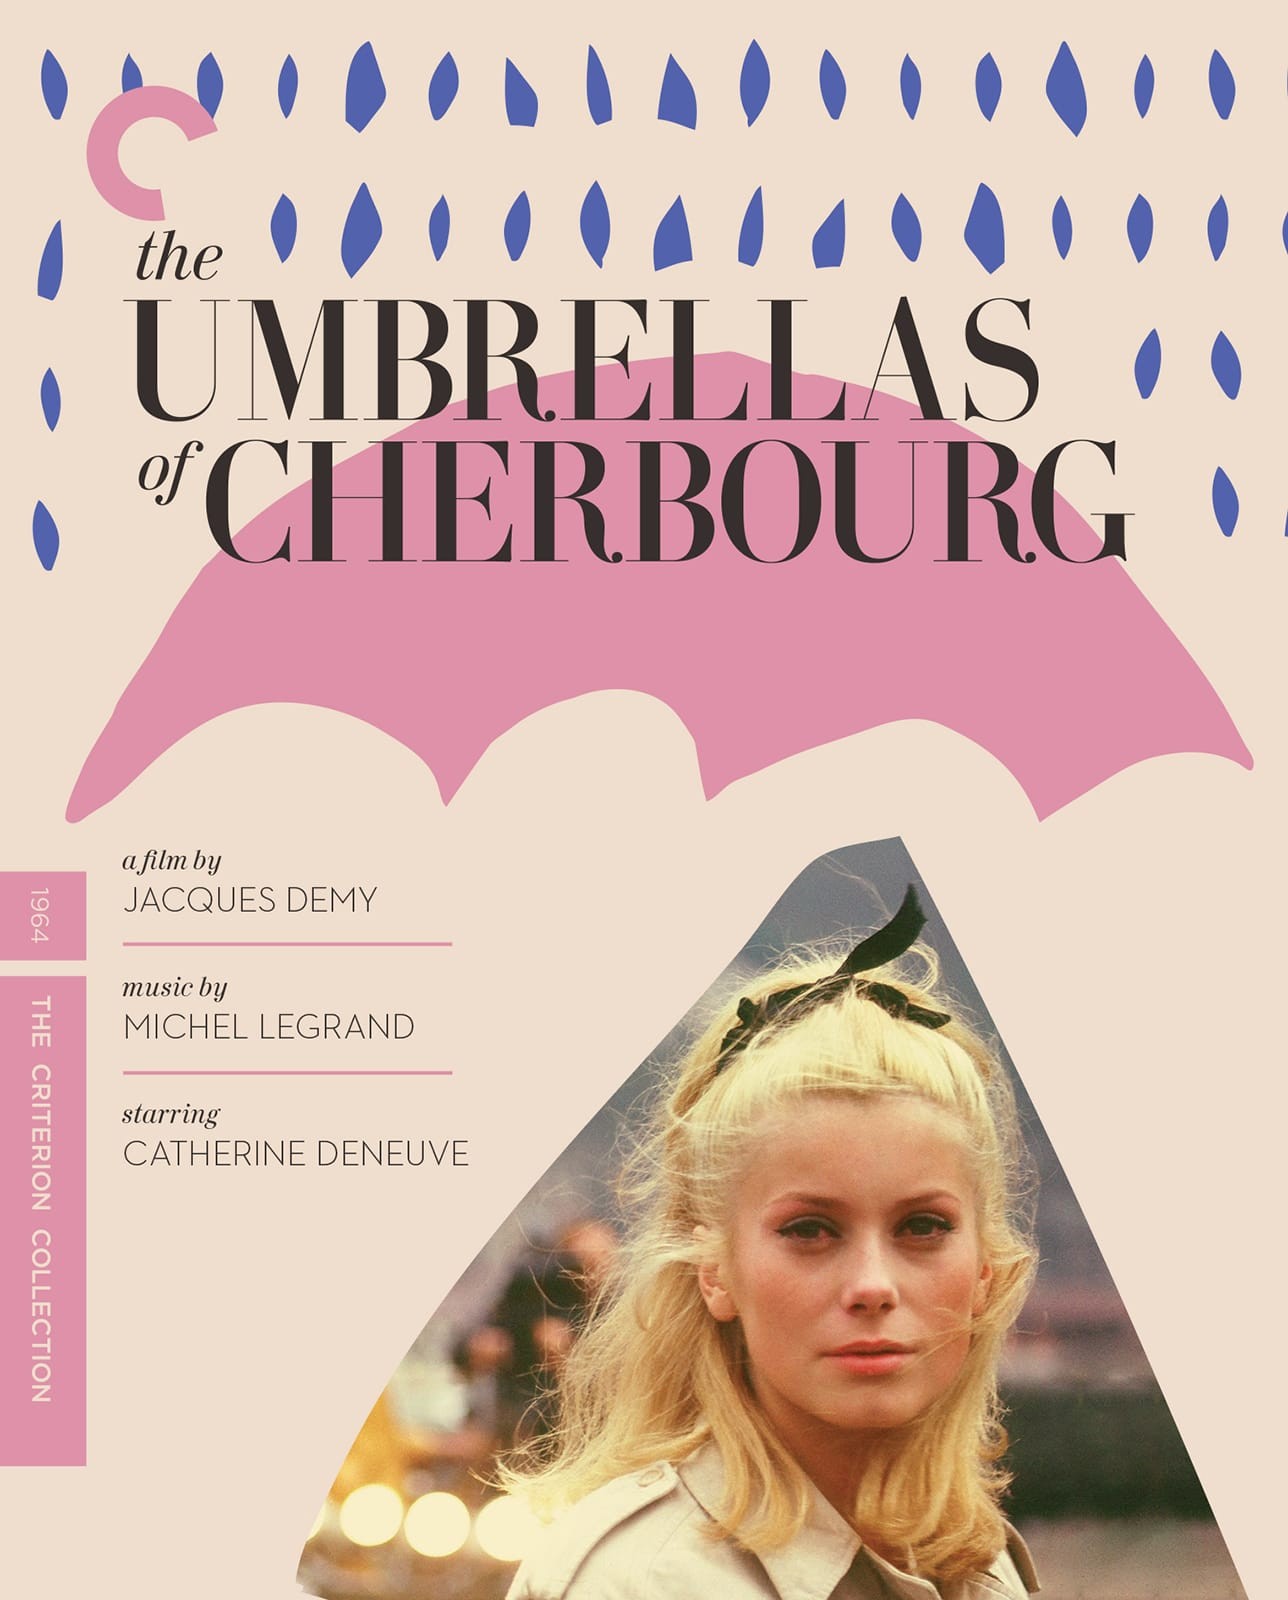 the
UMBRELLAS
of CHERBOURG
a film by
JACQUES DEMY
music by
MICHEL LEGRAND
starring
CATHERINE DENEUVE
1964
THE CRITERION COLLECTION